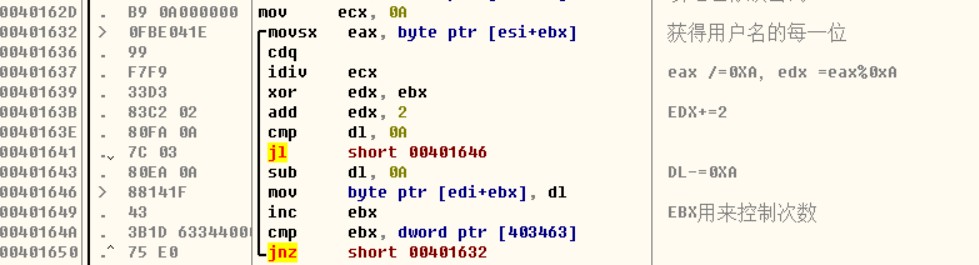 0040162D . B9 0A000000 mov ecx, 0A
00401632 > 0FBE041E movsx eax, byte ptr [esi+ebx] 获得用户名的每一位
00401636 . 99 cdq
00401637 . F7F9 idiv ecx eax /=0XA, edx =eax%0xA
00401639 . 33D3 xor edx, ebx
0040163B . 83C2 02 add edx, 2 EDX+=2
0040163E . 80FA 0A cmp dl, 0A
00401641 . 7C 03 jl short 00401646
00401643 . 80EA 0A sub dl, 0A DL-=0XA
00401646 > 88141F mov byte ptr [edi+ebx], dl
00401649 . 43 inc ebx EBX用来控制次数
0040164A . 3B1D 63344000 cmp ebx, dword ptr [403463]
00401650 .^ 75 E0 jnz short 00401632